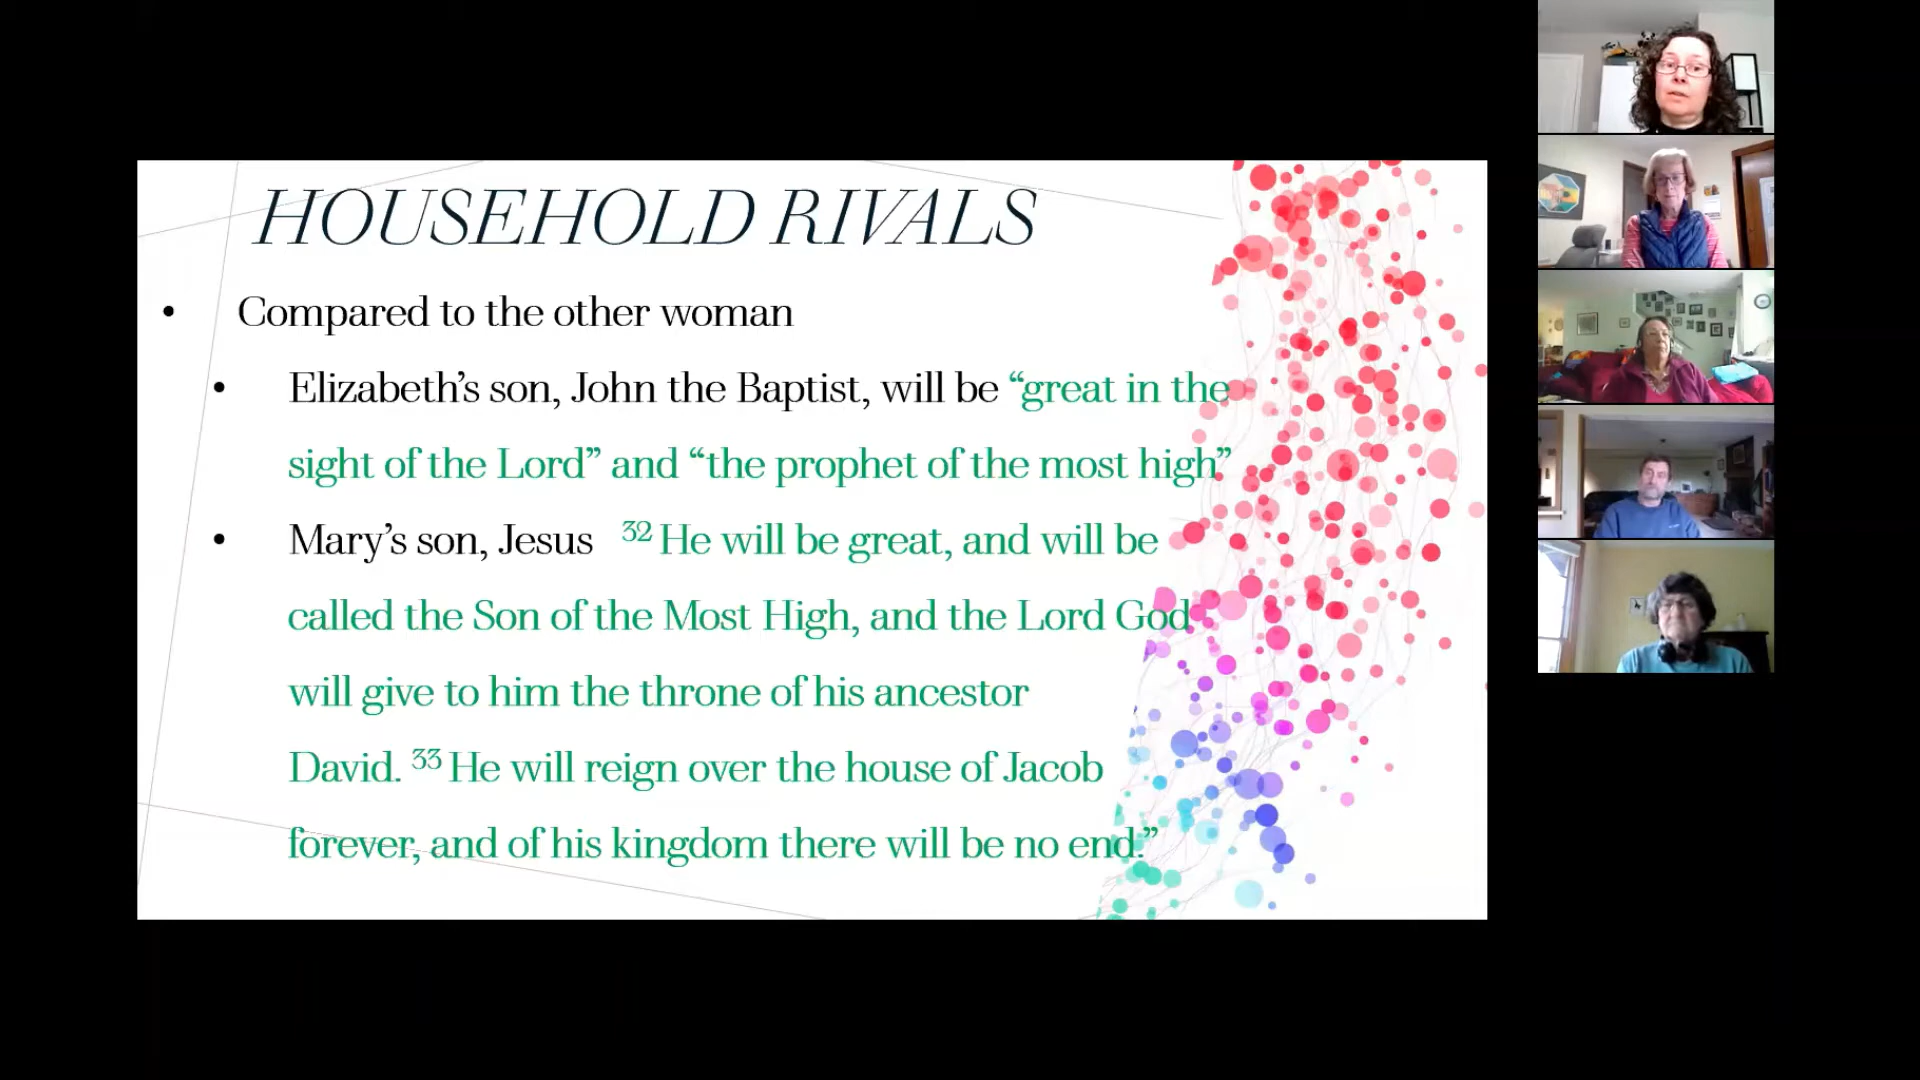 HOUSEHOLD RIVALS
• Compared to the other woman
• Elizabeth’s son, John the Baptist, will be “great in the
sight of the Lord” and “the prophet of the most high”
• Mary’s son, Jesus ³² He will be great, and will be
called the Son of the Most High, and the Lord God
will give to him the throne of his ancestor
David. ³³ He will reign over the house of Jacob
forever, and of his kingdom there will be no end.”